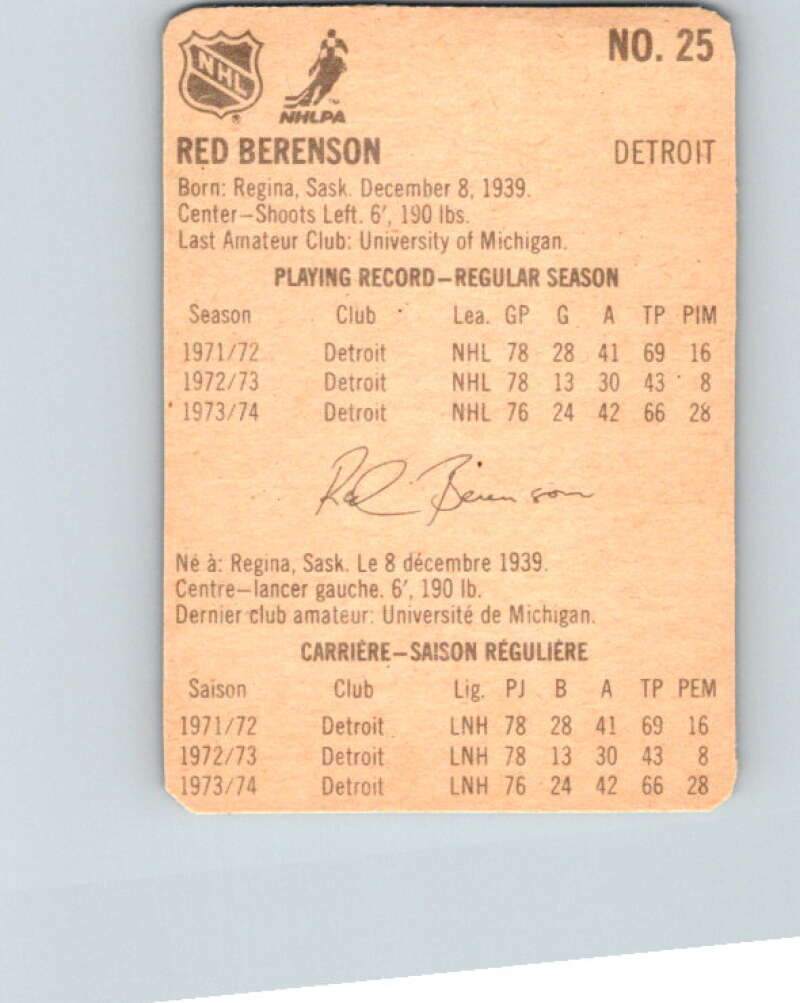 NO. 25
NHL
NHLPA
RED BERENSON DETROIT
Born: Regina, Sask. December 8, 1939.
Center–Shoots Left. 6′, 190 lbs.
Last Amateur Club: University of Michigan.
PLAYING RECORD–REGULAR SEASON
Season Club Lea. GP G A TP PIM
1971/72 Detroit NHL 78 28 41 69 16
1972/73 Detroit NHL 78 13 30 43 8
1973/74 Detroit NHL 76 24 42 66 28
Red Berenson
Né à: Regina, Sask. Le 8 décembre 1939.
Centre–lancer gauche. 6′, 190 lb.
Dernier club amateur: Université de Michigan.
CARRIÈRE–SAISON RÉGULIÈRE
Saison Club Lig. PJ B A TP PEM
1971/72 Detroit LNH 78 28 41 69 16
1972/73 Detroit LNH 78 13 30 43 8
1973/74 Detroit LNH 76 24 42 66 28